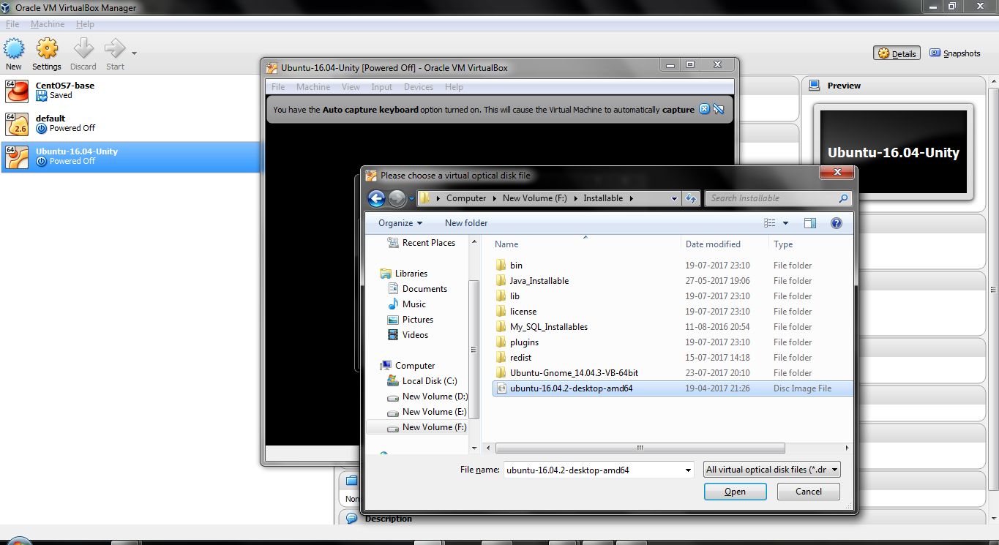 Oracle VM VirtualBox Manager
File Machine Help
New Settings Discard Start
Details Snapshots
64
CentOS7-base
Saved
64
2.6
default
Powered Off
64
Ubuntu-16.04-Unity
Powered Off
Ubuntu-16.04-Unity [Powered Off] - Oracle VM VirtualBox
File Machine View Input Devices Help
You have the Auto capture keyboard option turned on. This will cause the Virtual Machine to automatically capture
Preview
Ubuntu-16.04-Unity
Please choose a virtual optical disk file
Computer New Volume (F:) Installable
Search Installable
Organize New folder
Recent Places
Libraries
Documents
Music
Pictures
Videos
Computer
Local Disk (C:)
New Volume (D:)
New Volume (E:)
New Volume (F:)
Name Date modified Type
bin 19-07-2017 23:10 File folder
Java_Installable 27-05-2017 19:06 File folder
lib 19-07-2017 23:10 File folder
license 19-07-2017 23:10 File folder
My_SQL_Installables 11-08-2016 20:54 File folder
plugins 19-07-2017 23:10 File folder
redist 15-07-2017 14:18 File folder
Ubuntu-Gnome_14.04.3-VB-64bit 23-07-2017 20:10 File folder
ubuntu-16.04.2-desktop-amd64 19-04-2017 21:26 Disc Image File
File name: ubuntu-16.04.2-desktop-amd64 All virtual optical disk files (*.dr
Open Cancel
Non
Description